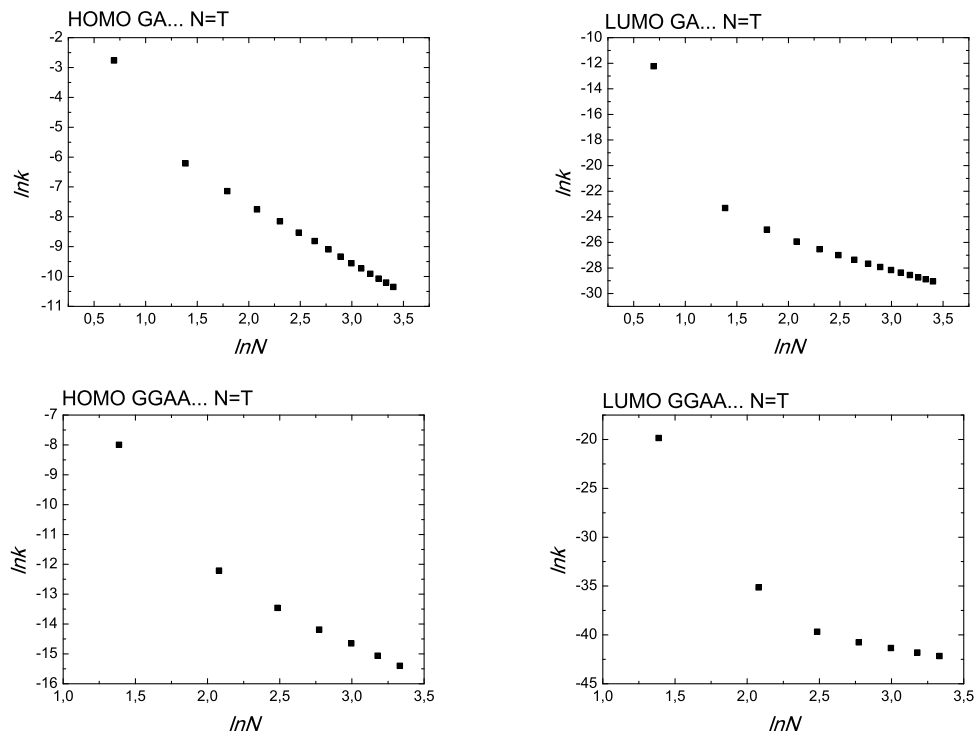 HOMO GA... N=T
-2
-3
-4
-5
-6
-7
-8
-9
-10
-11
lnk
0,5 1,0 1,5 2,0 2,5 3,0 3,5
lnN
LUMO GA... N=T
-10
-12
-14
-16
-18
-20
-22
-24
-26
-28
-30
lnk
0,5 1,0 1,5 2,0 2,5 3,0 3,5
lnN
HOMO GGAA... N=T
-7
-8
-9
-10
-11
-12
-13
-14
-15
-16
lnk
1,0 1,5 2,0 2,5 3,0 3,5
lnN
LUMO GGAA... N=T
-20
-25
-30
-35
-40
-45
lnk
1,0 1,5 2,0 2,5 3,0 3,5
lnN